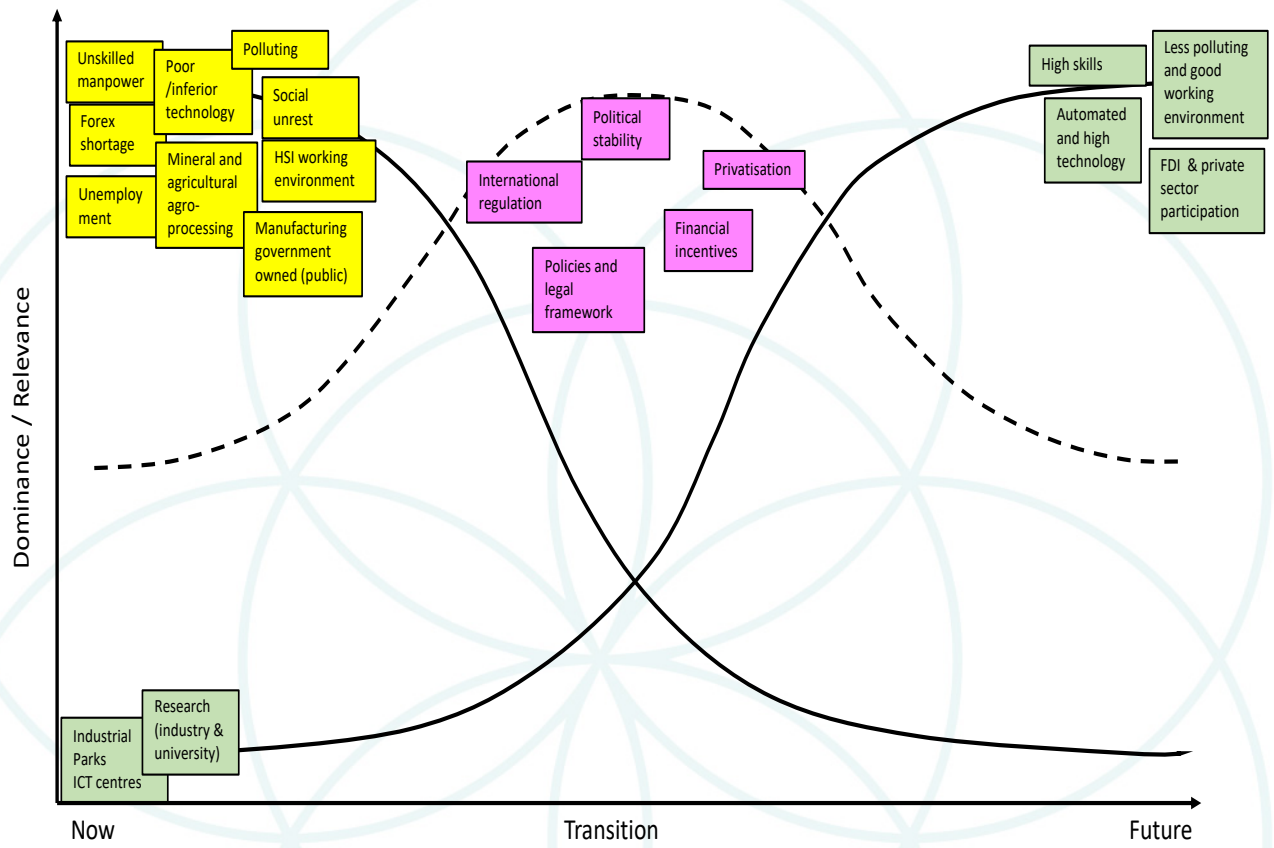 Dominance / Relevance
Unskilled
manpower
Poor
/inferior
technology
Polluting
Social
unrest
Forex
shortage
Mineral and
agricultural
agro-
processing
HSI working
environment
Unemploy
ment
Manufacturing
government
owned (public)
Political
stability
International
regulation
Privatisation
Financial
incentives
Policies and
legal
framework
High skills
Less polluting
and good
working
environment
Automated
and high
technology
FDI & private
sector
participation
Research
(industry &
university)
Industrial
Parks
ICT centres
Now
Transition
Future